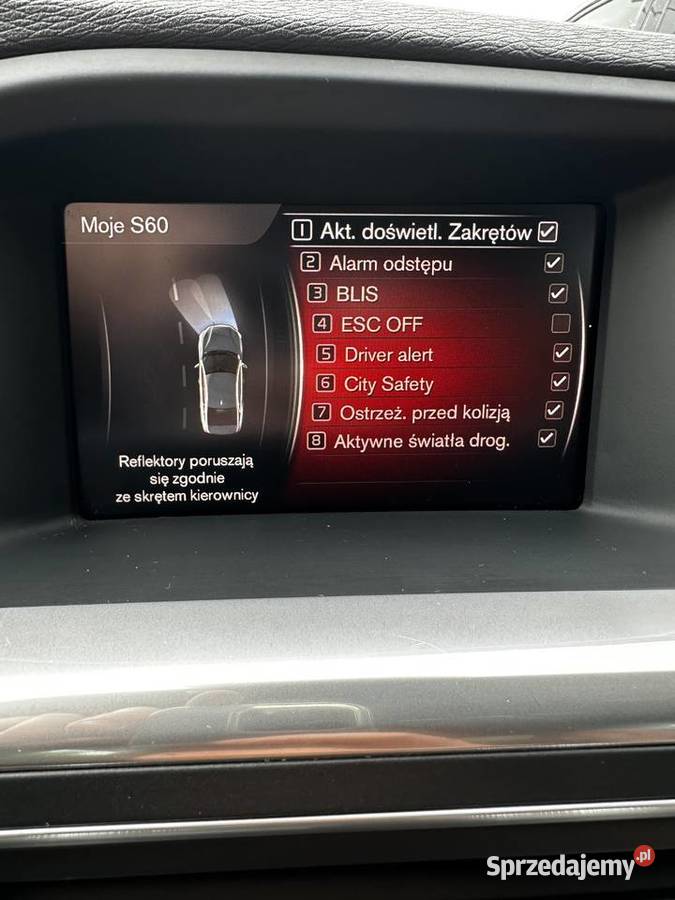 Moje S60
1 Akt. doświetl. Zakrętów
2 Alarm odstępu
3 BLIS
4 ESC OFF
5 Driver alert
6 City Safety
7 Ostrzeż. przed kolizją
8 Aktywne światła drog.
Reflektory poruszają
się zgodnie
ze skrętem kierownicy
Sprzedajemy.pl